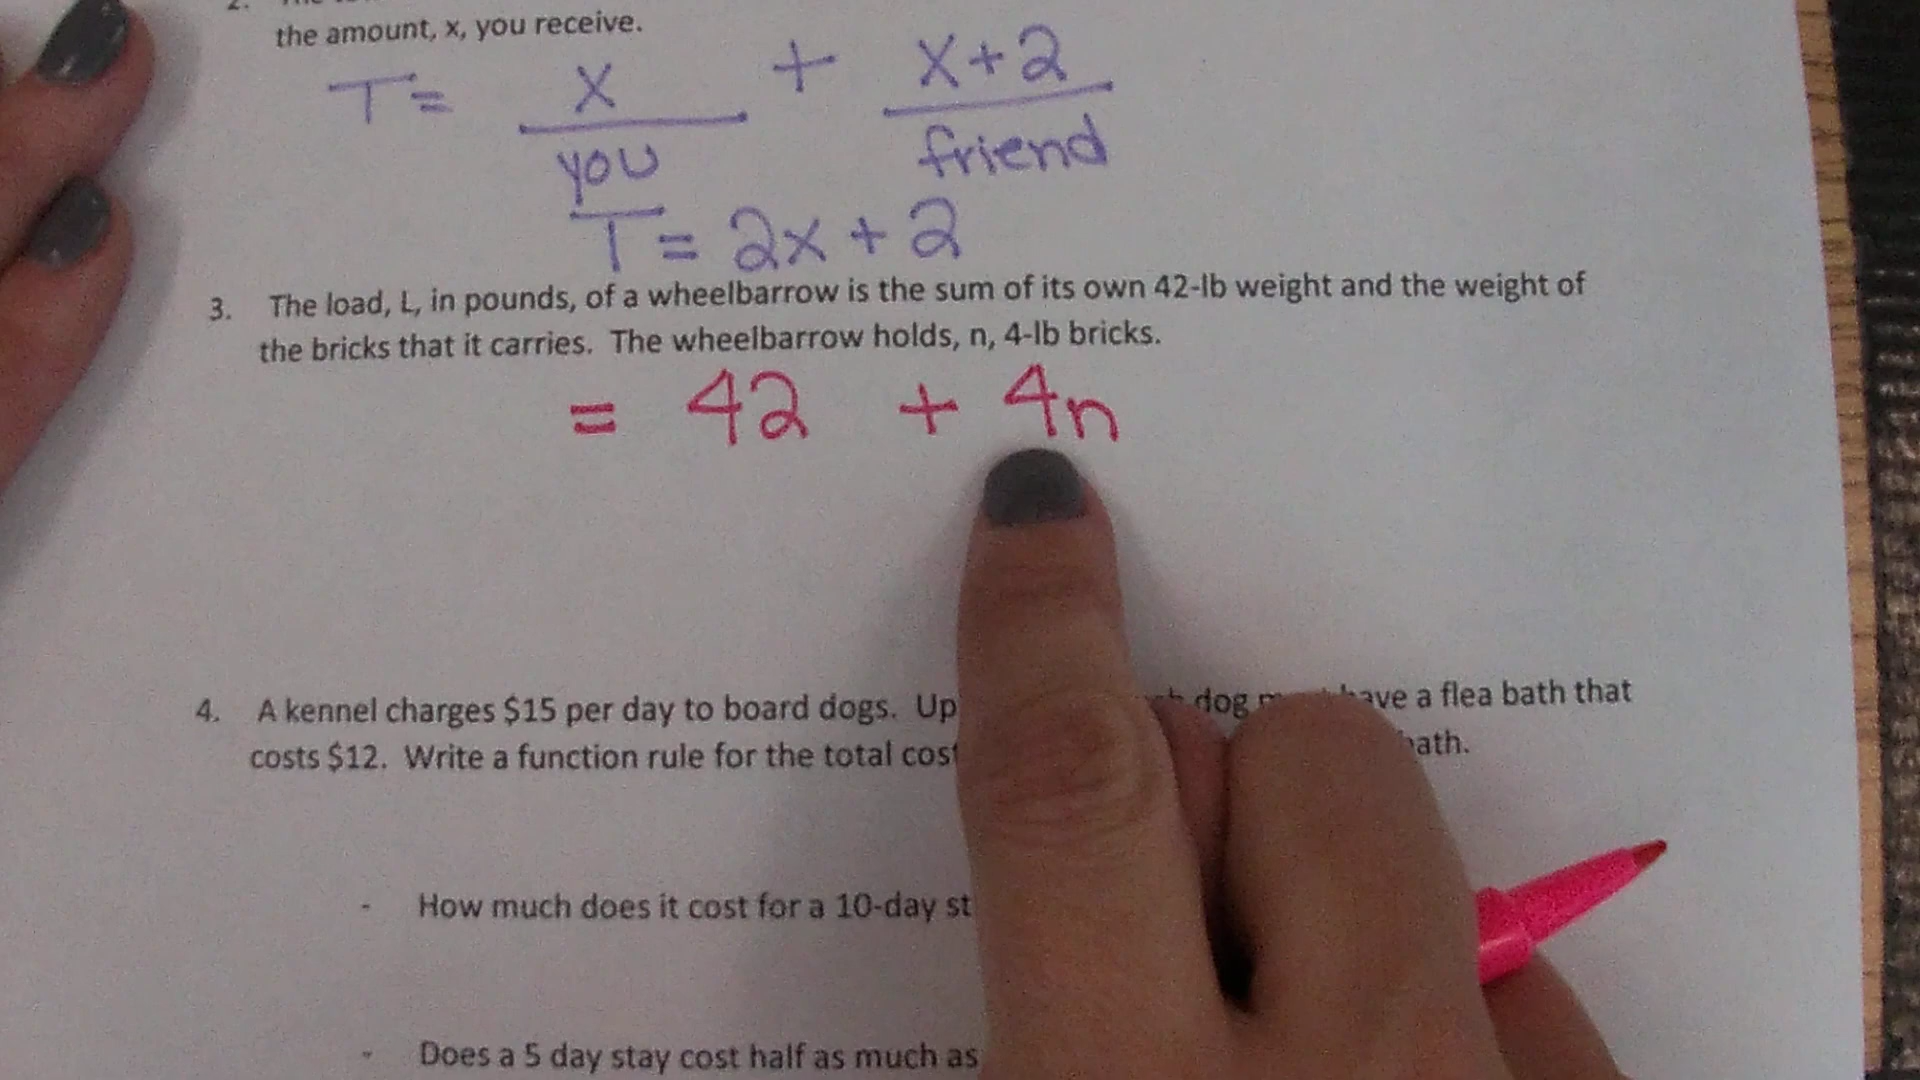 2.
the amount, x, you receive.
T = x + x+2
you friend
T = 2x + 2
3. The load, L, in pounds, of a wheelbarrow is the sum of its own 42-lb weight and the weight of
the bricks that it carries. The wheelbarrow holds, n, 4-lb bricks.
= 42 + 4n
4. A kennel charges $15 per day to board dogs. Up dog have a flea bath that
costs $12. Write a function rule for the total
How much does it cost for a 10-day
- Does a 5 day stay cost half as much as